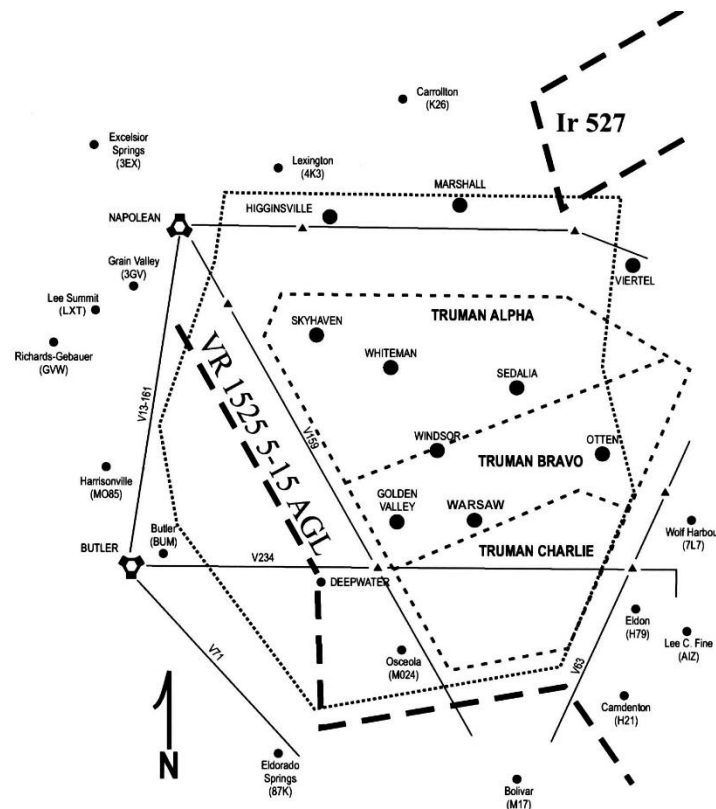 Carrollton
(K26)
Ir 527
Excelsior
Springs
(3EX)
Lexington
(4K3)
MARSHALL
HIGGINSVILLE
NAPOLEAN
Grain Valley
(3GV)
VIERTEL
Lee Summit
(LXT)
TRUMAN ALPHA
SKYHAVEN
Richards-Gebauer
(GVW)
WHITEMAN
SEDALIA
VR 1525 5-15 AGL
V13-161
V159
WINDSOR
OTTEN
TRUMAN BRAVO
Harrisonville
(MO85)
GOLDEN
VALLEY
WARSAW
Wolf Harbou
(7L7)
Butler
(BUM)
BUTLER
TRUMAN CHARLIE
V234
DEEPWATER
Eldon
(H79)
Lee C. Fine
(AIZ)
V71
Osceola
(M024)
V63
Camdenton
(H21)
N
Eldorado
Springs
(87K)
Bolivar
(M17)